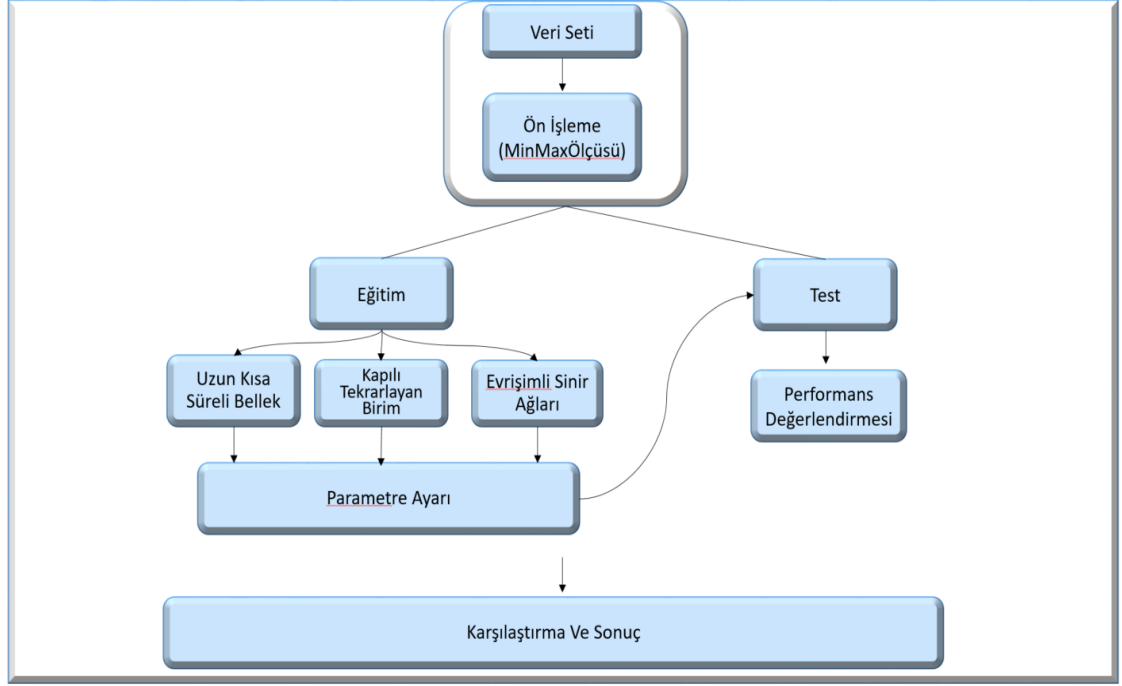 Veri Seti
Ön İşleme
(MinMaxÖlçüsü)
Eğitim
Test
Uzun Kısa
Süreli Bellek
Kapılı
Tekrarlayan
Birim
Evrişimli Sinir
Ağları
Performans
Değerlendirmesi
Parametre Ayarı
Karşılaştırma Ve Sonuç